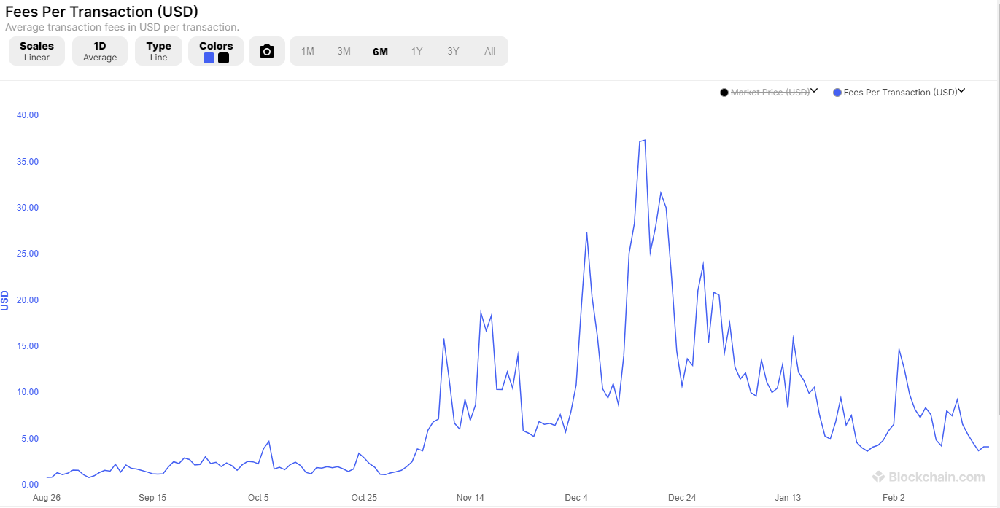 Fees Per Transaction (USD)
Average transaction fees in USD per transaction.
Scales
Linear
1D
Average
Type
Line
Colors
1M 3M 6M 1Y 3Y All
Market Price (USD) Fees Per Transaction (USD)
40.00
35.00
30.00
25.00
20.00
15.00
10.00
5.00
0.00
USD
Aug 26 Sep 15 Oct 5 Oct 25 Nov 14 Dec 4 Dec 24 Jan 13 Feb 2
Blockchain.com